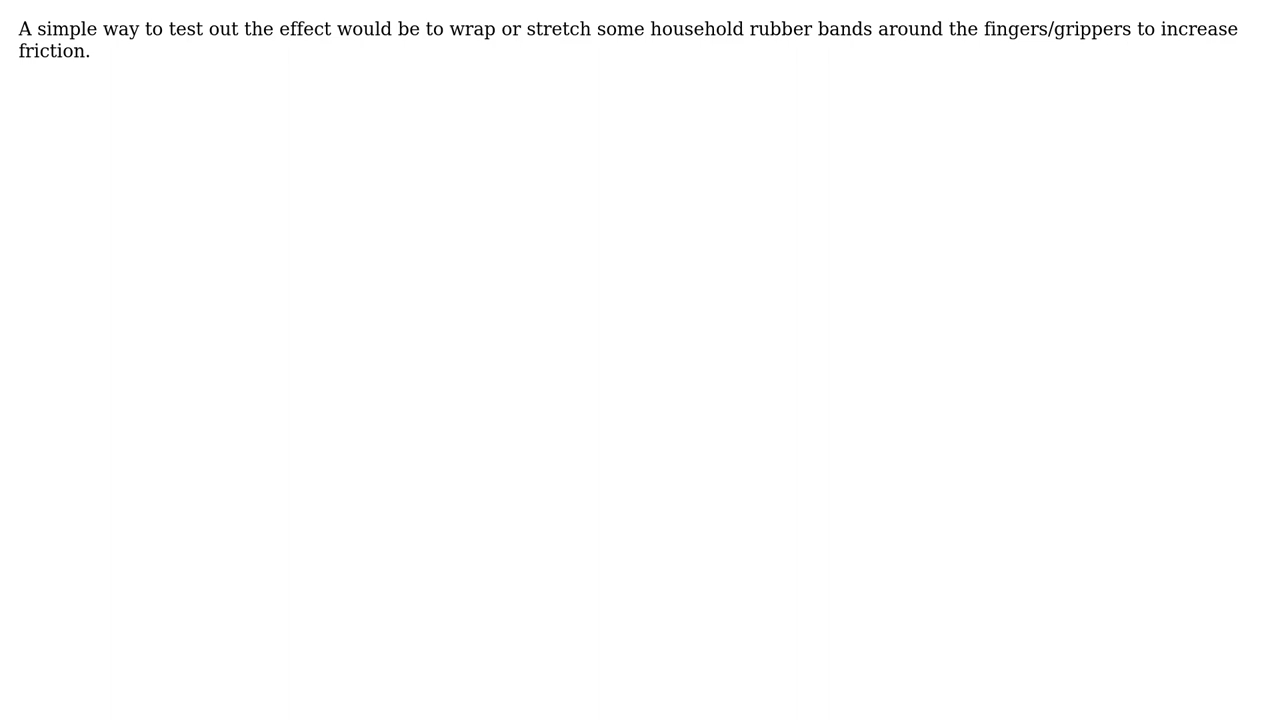 A simple way to test out the effect would be to wrap or stretch some household rubber bands around the fingers/grippers to increase
friction.